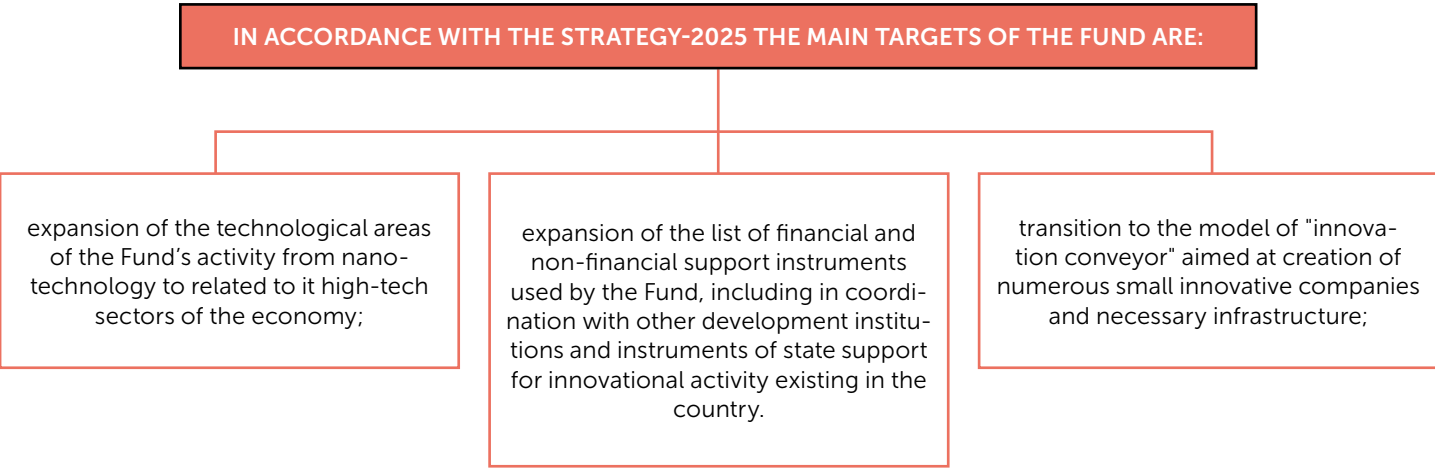 IN ACCORDANCE WITH THE STRATEGY-2025 THE MAIN TARGETS OF THE FUND ARE:
expansion of the technological areas
of the Fund’s activity from nano-
technology to related to it high-tech
sectors of the economy;
expansion of the list of financial and
non-financial support instruments
used by the Fund, including in coordi-
nation with other development institu-
tions and instruments of state support
for innovational activity existing in the
country.
transition to the model of "innova-
tion conveyor" aimed at creation of
numerous small innovative companies
and necessary infrastructure;